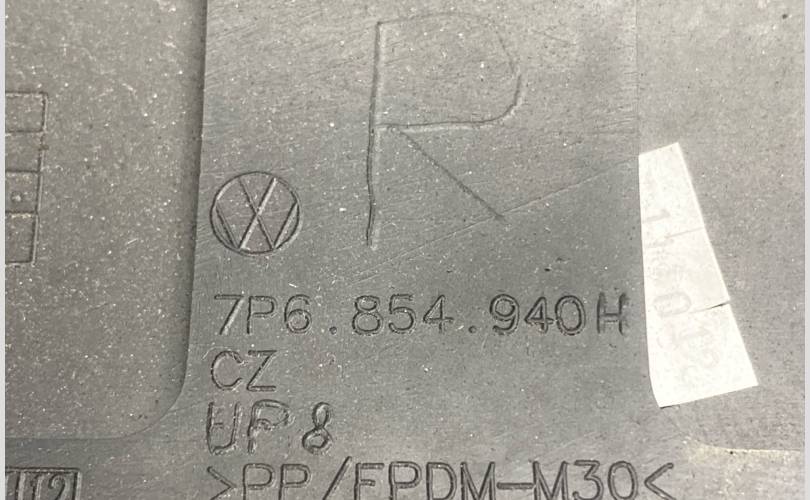 R
7P6.854.940H
CZ
UP8
>PP/EPDM-M30<